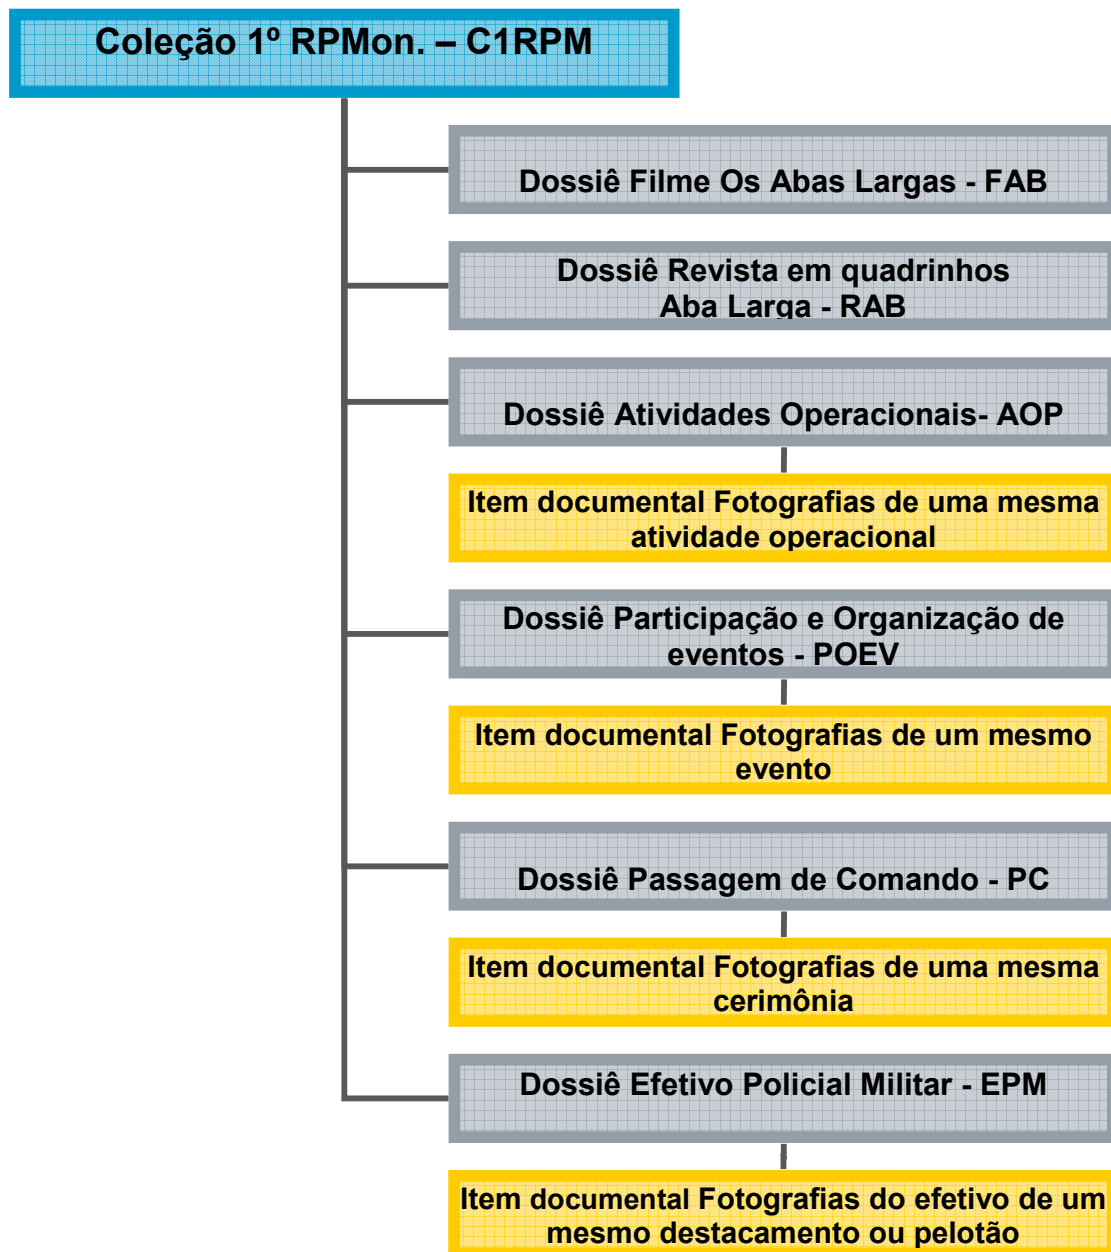 Coleção 1º RPMon. – C1RPM
Dossiê Filme Os Abas Largas - FAB
Dossiê Revista em quadrinhos
Aba Larga - RAB
Dossiê Atividades Operacionais- AOP
Item documental Fotografias de uma mesma
atividade operacional
Dossiê Participação e Organização de
eventos - POEV
Item documental Fotografias de um mesmo
evento
Dossiê Passagem de Comando - PC
Item documental Fotografias de uma mesma
cerimônia
Dossiê Efetivo Policial Militar - EPM
Item documental Fotografias do efetivo de um
mesmo destacamento ou pelotão